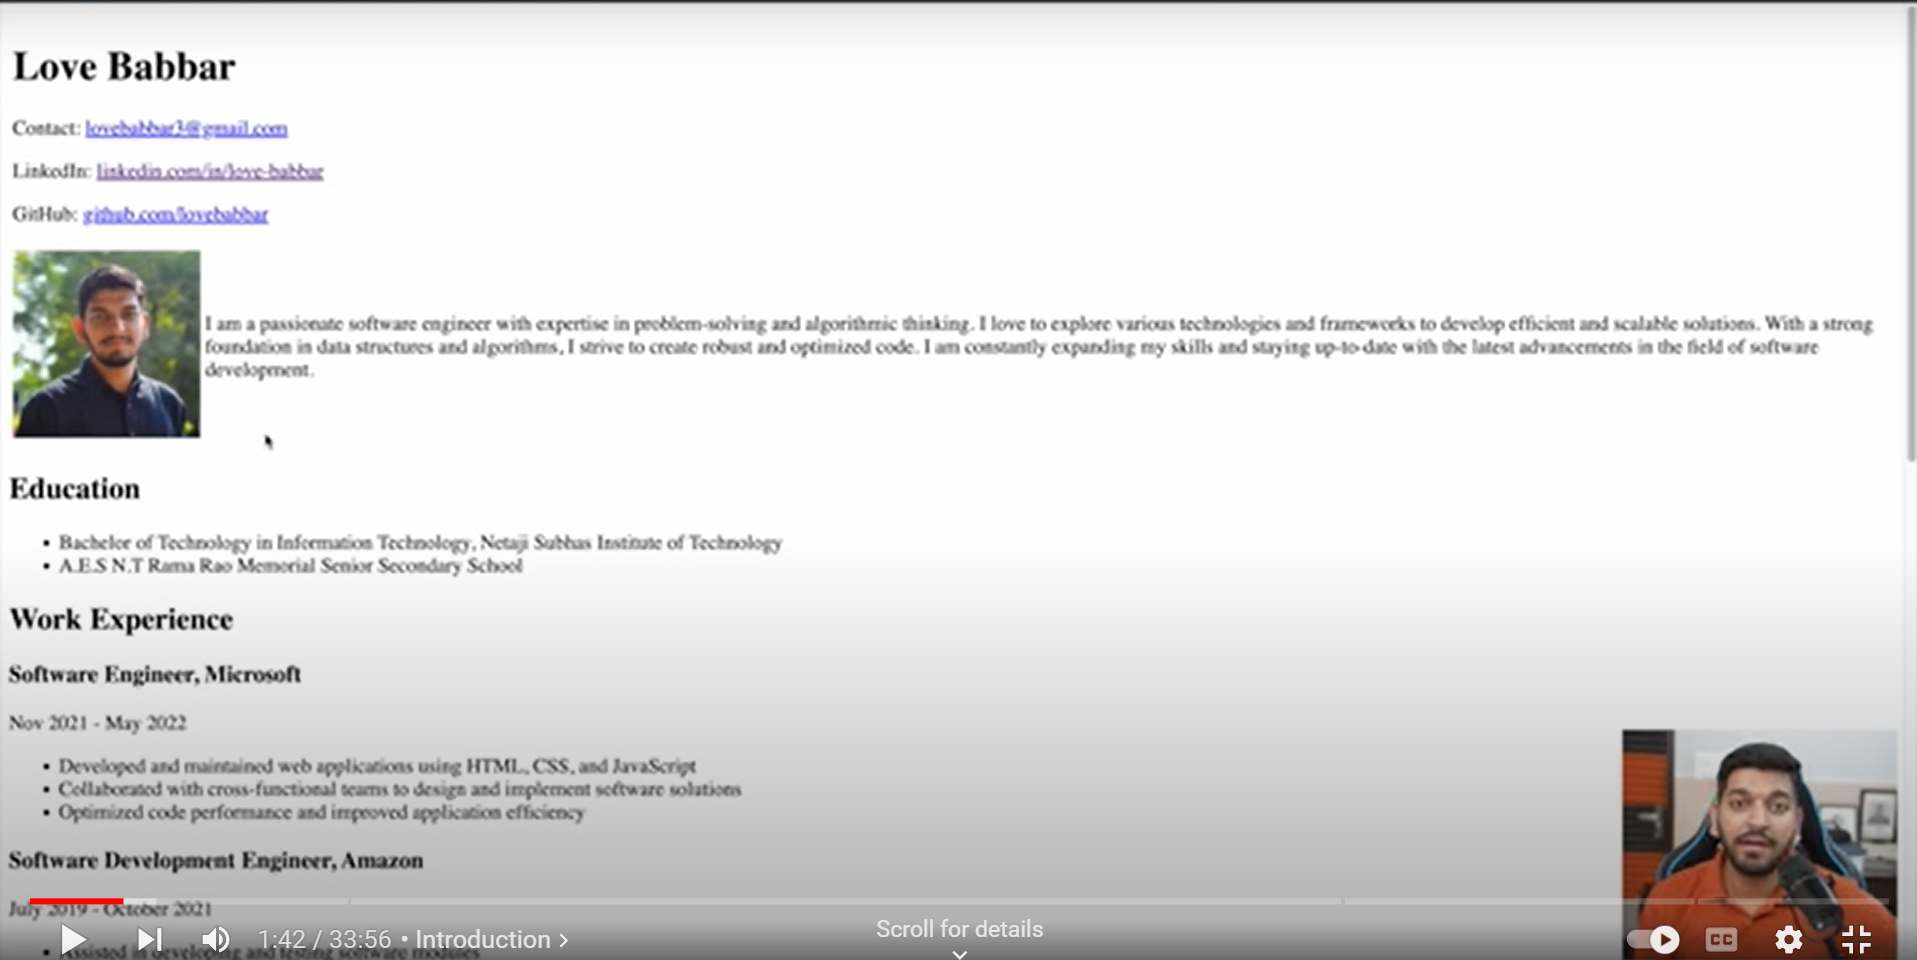 Love Babbar
Contact: lovebabbar3@gmail.com
LinkedIn: linkedin.com/in/love-babbar
GitHub: github.com/lovebabbar
I am a passionate software engineer with expertise in problem-solving and algorithmic thinking. I love to explore various technologies and frameworks to develop efficient and scalable solutions. With a strong
foundation in data structures and algorithms, I strive to create robust and optimized code. I am constantly expanding my skills and staying up-to-date with the latest advancements in the field of software
development.
Education
• Bachelor of Technology in Information Technology, Netaji Subhas Institute of Technology
• A.E.S N.T Rama Rao Memorial Senior Secondary School
Work Experience
Software Engineer, Microsoft
Nov 2021 - May 2022
• Developed and maintained web applications using HTML, CSS, and JavaScript
• Collaborated with cross-functional teams to design and implement software solutions
• Optimized code performance and improved application efficiency
Software Development Engineer, Amazon
July 2019 - October 2021
• Assisted in developing and testing software modules
1:42 / 33:56 • Introduction >
Scroll for details
CC